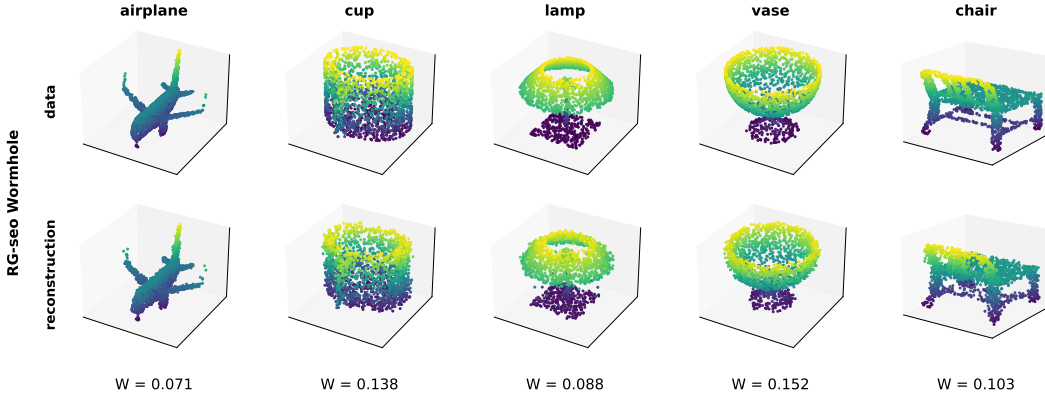 airplane cup lamp vase chair
RG-seo Wormhole
data
reconstruction
W = 0.071 W = 0.138 W = 0.088 W = 0.152 W = 0.103